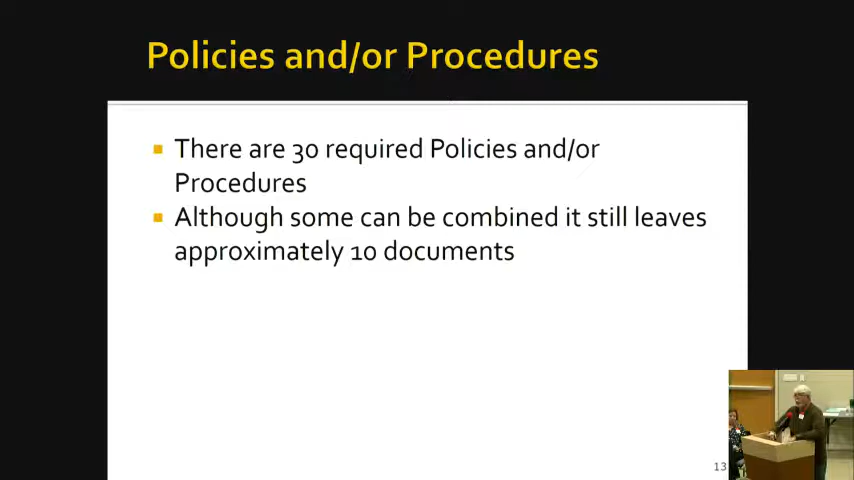 Policies and/or Procedures
There are 30 required Policies and/or
Procedures
Although some can be combined it still leaves
approximately 10 documents
13